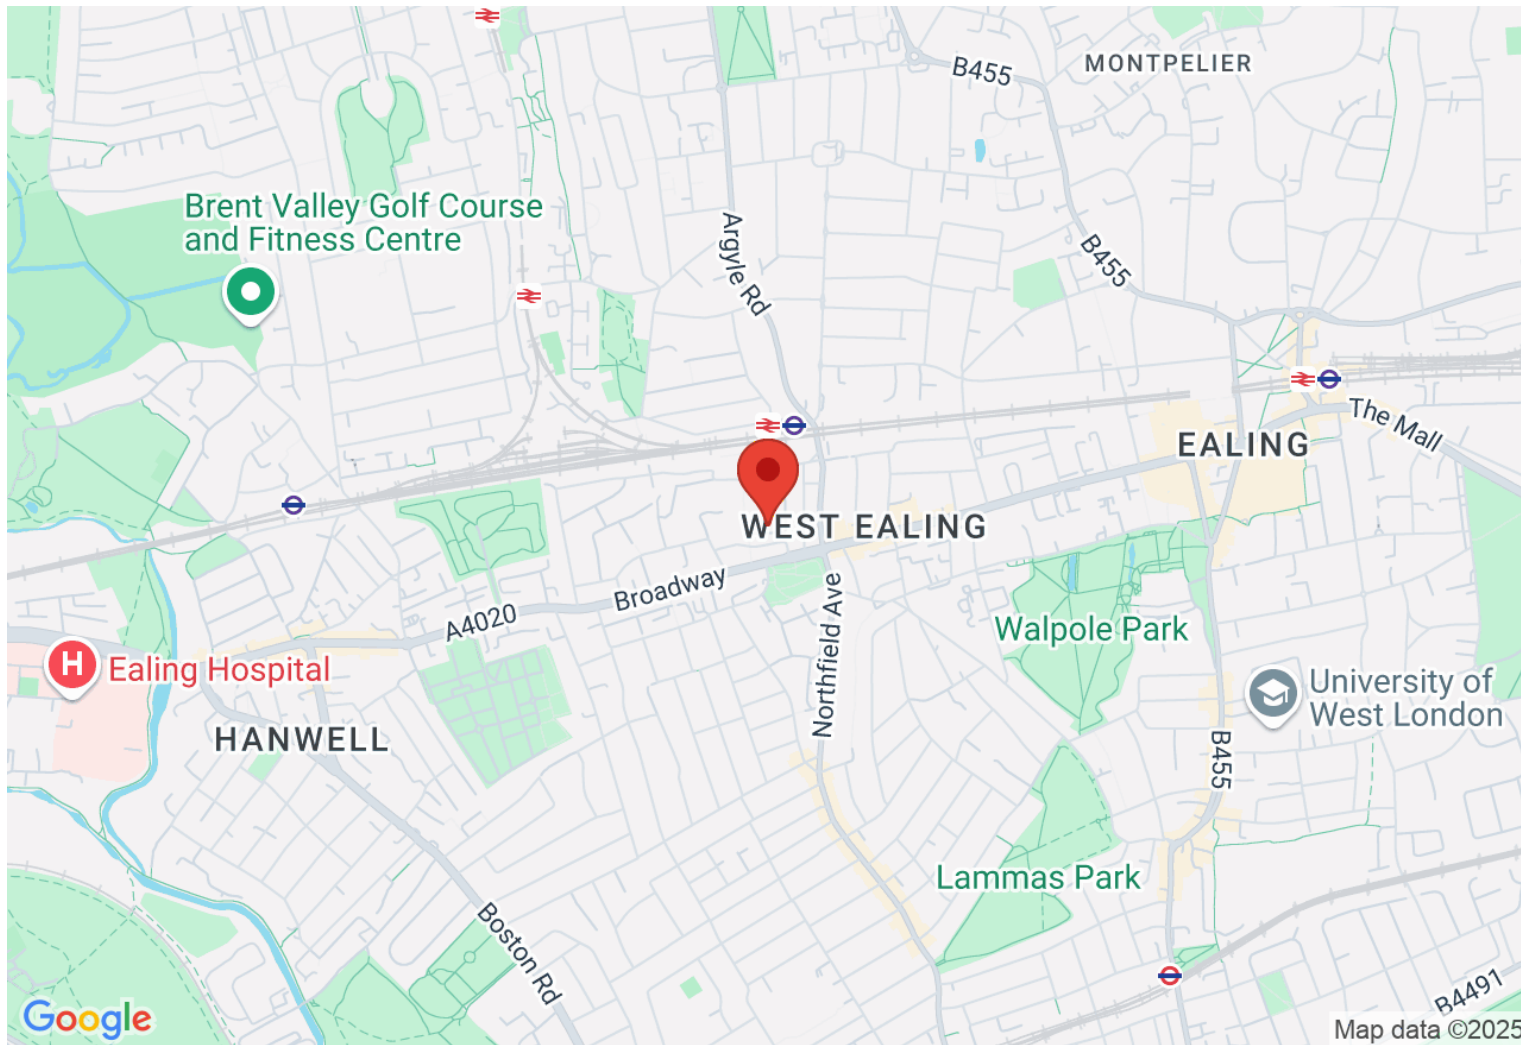 MONTPELIER
B455
Brent Valley Golf Course
and Fitness Centre
Argyle Rd
B455
The Mall
EALING
WEST EALING
Broadway
A4020
Northfield Ave
Walpole Park
H
Ealing Hospital
University of
West London
HANWELL
B455
Lammas Park
Boston Rd
B4491
Google
Map data ©2025